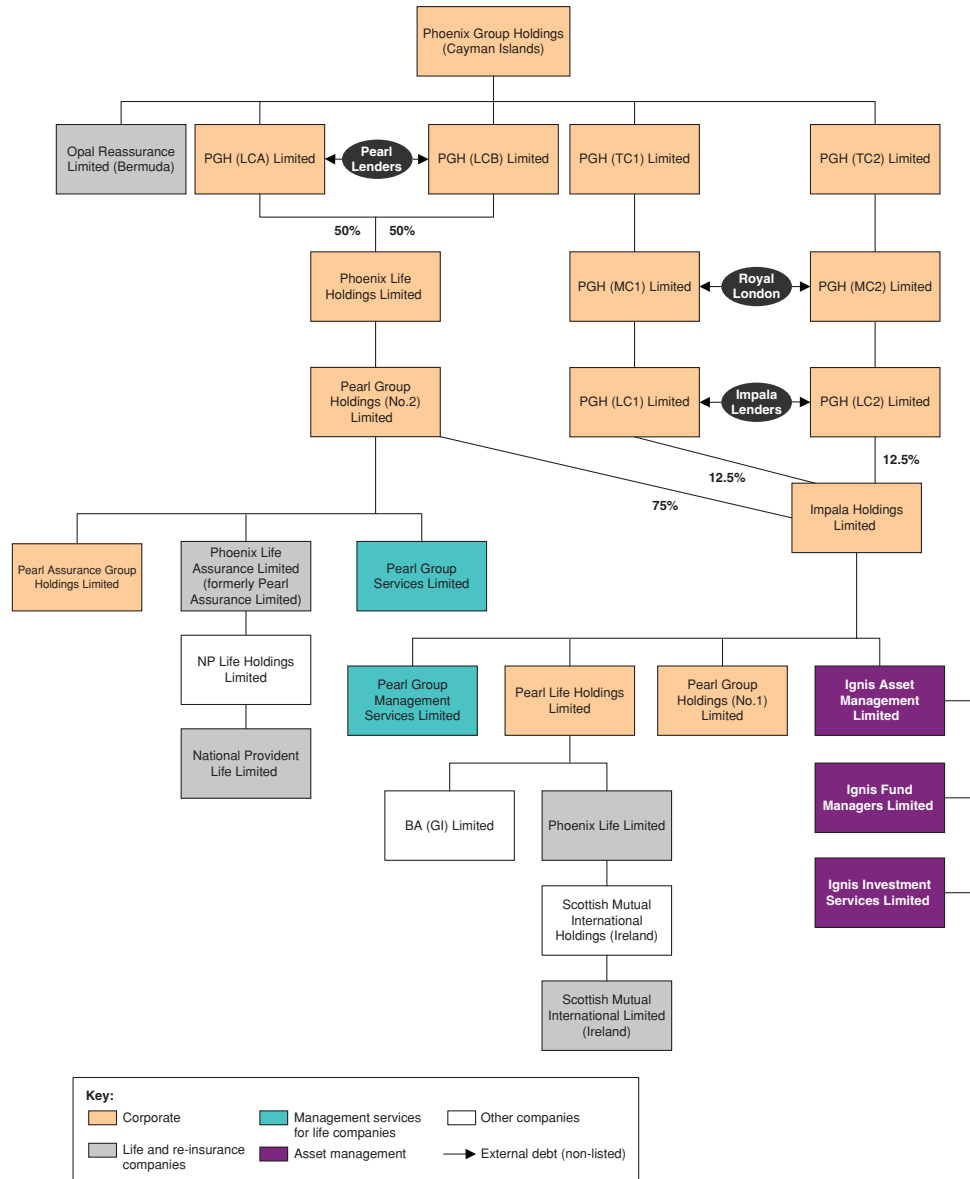 Phoenix Group Holdings
(Cayman Islands)
Opal Reassurance
Limited (Bermuda)
PGH (LCA) Limited
Pearl
Lenders
PGH (LCB) Limited
PGH (TC1) Limited
PGH (TC2) Limited
50%
50%
Phoenix Life
Holdings Limited
PGH (MC1) Limited
Royal
London
PGH (MC2) Limited
Pearl Group
Holdings (No.2)
Limited
PGH (LC1) Limited
Impala
Lenders
PGH (LC2) Limited
12.5%
12.5%
75%
Impala Holdings
Limited
Pearl Assurance Group
Holdings Limited
Phoenix Life
Assurance Limited
(formerly Pearl
Assurance Limited)
Pearl Group
Services Limited
NP Life Holdings
Limited
National Provident
Life Limited
Pearl Group
Management
Services Limited
Pearl Life Holdings
Limited
Pearl Group
Holdings (No.1)
Limited
Ignis Asset
Management
Limited
BA (GI) Limited
Phoenix Life Limited
Ignis Fund
Managers Limited
Scottish Mutual
International
Holdings (Ireland)
Ignis Investment
Services Limited
Scottish Mutual
International Limited
(Ireland)
Key:
Corporate
Management services
for life companies
Other companies
Life and re-insurance
companies
Asset management
External debt (non-listed)